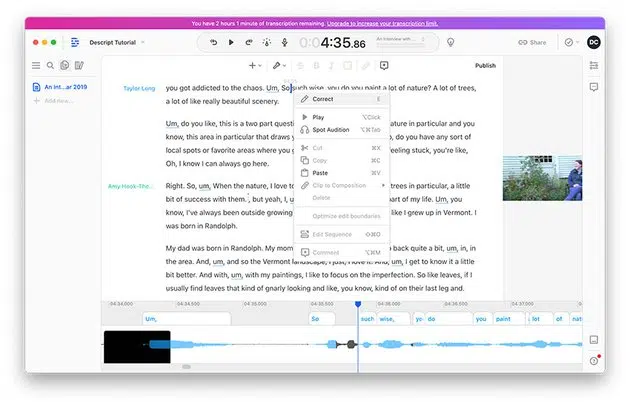 You have 2 hours 1 minute of transcription remaining. Upgrade to increase your transcription limit.
Descript Tutorial
0:04:35.86
An interview with
Share
DC
Publish
An int...ar 2019
Add new...
Taylor Long
you got addicted to the chaos. Um, So such wise, you do you paint a lot of nature? A lot of trees,
a lot of like really beautiful scenery.
Um, do you like, this is a two part questi
nature in particular and you
know, this area in particular that draws y
, do you have any sort of
local spots or favorite areas where you g
feeling stuck, you're like,
Oh, I know I can always go here.
Amy Hook-The...
Right. So, um, When the nature, I love to
trees in particular, a little
bit of success with them., but yeah, I, u
part of my life. Um, you
know, I've always been outside growing
like I grew up in Vermont. I
was born in Randolph.
My dad was born in Randolph. My mom
o back quite a bit, um, in, in
the area. And, um, and so the Vermont landscape, I just, I love it. And, um, I get to know it a little
bit better. And with, um, with my paintings, I like to focus on the imperfection. So like leaves, if I
usually find leaves that kind of gnarly looking and like, you know, kind of on their last leg and.
Correct E
Play ⌥Click
Spot Audition ⌥⌘Tab
Cut ⌘X
Copy ⌘C
Paste ⌘V
Clip to Composition
Delete
Optimize edit boundaries
Edit Sequence ⇧⌘O
Comment ⌥⌘M
04:34.000 04:34.500 04:35.000 04:35.500 04:36.000 04:36.500 04:37.000
Um, So such wise, yo do you paint a lot of natu